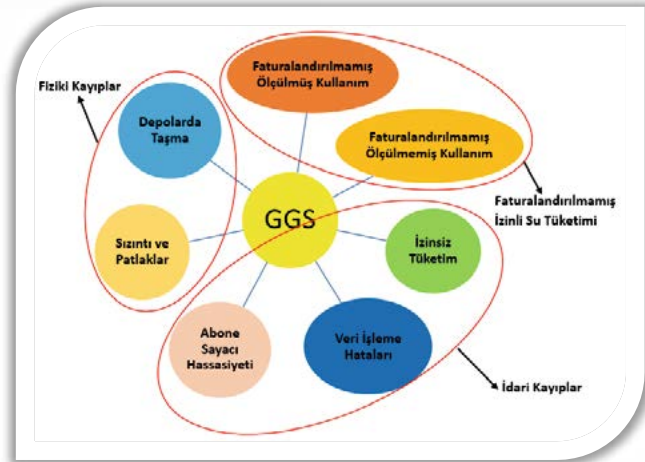 Faturalandırılmamış
Ölçülmüş Kullanım
Fiziki Kayıplar
Depolarda
Taşma
Faturalandırılmamış
Ölçülmemiş Kullanım
Faturalandırılmamış
İzinli Su Tüketimi
GGS
Sızıntı ve
Patlaklar
İzinsiz
Tüketim
Abone
Sayacı
Hassasiyeti
Veri İşleme
Hataları
İdari Kayıplar